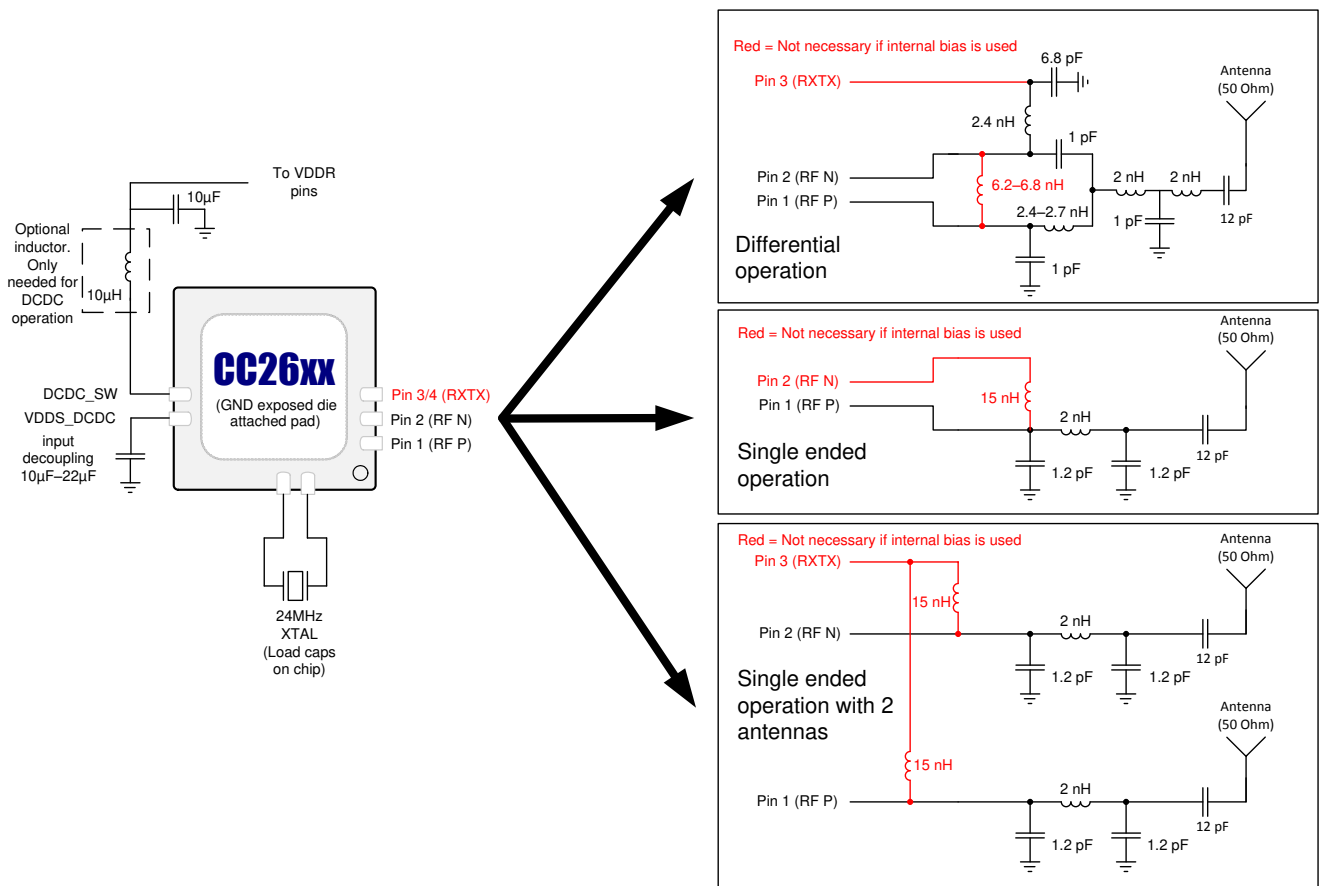 To VDDR
pins
10µF
Optional
inductor.
Only
needed for
DCDC
operation
10µH
CC26xx
(GND exposed die
attached pad)
DCDC_SW
VDDS_DCDC
input
decoupling
10µF–22µF
Pin 3/4 (RXTX)
Pin 2 (RF N)
Pin 1 (RF P)
24MHz
XTAL
(Load caps
on chip)
Red = Not necessary if internal bias is used
Pin 3 (RXTX)
6.8 pF
Antenna
(50 Ohm)
2.4 nH
1 pF
Pin 2 (RF N)
Pin 1 (RF P)
6.2–6.8 nH
2 nH
2 nH
2.4–2.7 nH
1 pF
12 pF
Differential
operation
1 pF
Red = Not necessary if internal bias is used
Antenna
(50 Ohm)
Pin 2 (RF N)
Pin 1 (RF P)
15 nH
2 nH
12 pF
Single ended
operation
1.2 pF
1.2 pF
Red = Not necessary if internal bias is used
Pin 3 (RXTX)
Antenna
(50 Ohm)
15 nH
Pin 2 (RF N)
2 nH
12 pF
1.2 pF
1.2 pF
Single ended
operation with 2
antennas
Antenna
(50 Ohm)
15 nH
Pin 1 (RF P)
2 nH
12 pF
1.2 pF
1.2 pF